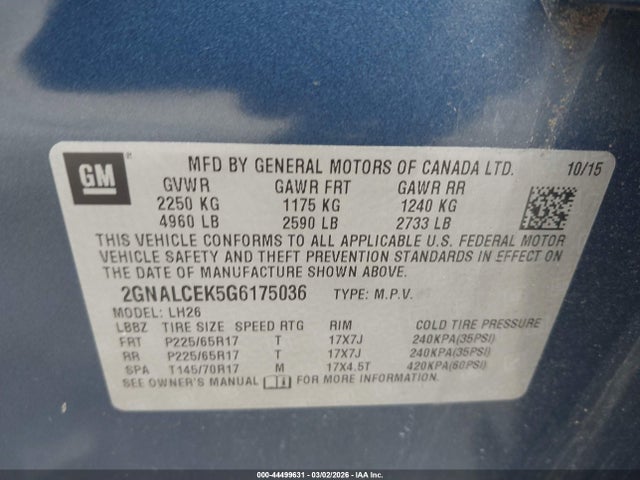 GM
MFD BY GENERAL MOTORS OF CANADA LTD. 10/15
GVWR GAWR FRT GAWR RR
2250 KG 1175 KG 1240 KG
4960 LB 2590 LB 2733 LB
THIS VEHICLE CONFORMS TO ALL APPLICABLE U.S. FEDERAL MOTOR
VEHICLE SAFETY AND THEFT PREVENTION STANDARDS IN EFFECT ON
THE DATE OF MANUFACTURE SHOWN ABOVE.
2GNALCEK5G6175036 TYPE: M.P.V.
MODEL: LH26
LBBZ TIRE SIZE SPEED RTG RIM COLD TIRE PRESSURE
FRT P225/65R17 T 17X7J 240KPA(35PSI)
RR P225/65R17 T 17X7J 240KPA(35PSI)
SPA T145/70R17 M 17X4.5T 420KPA(60PSI)
SEE OWNER'S MANUAL FOR MORE INFORMATION
000-44499631 - 03/02/2026 - IAAI.com